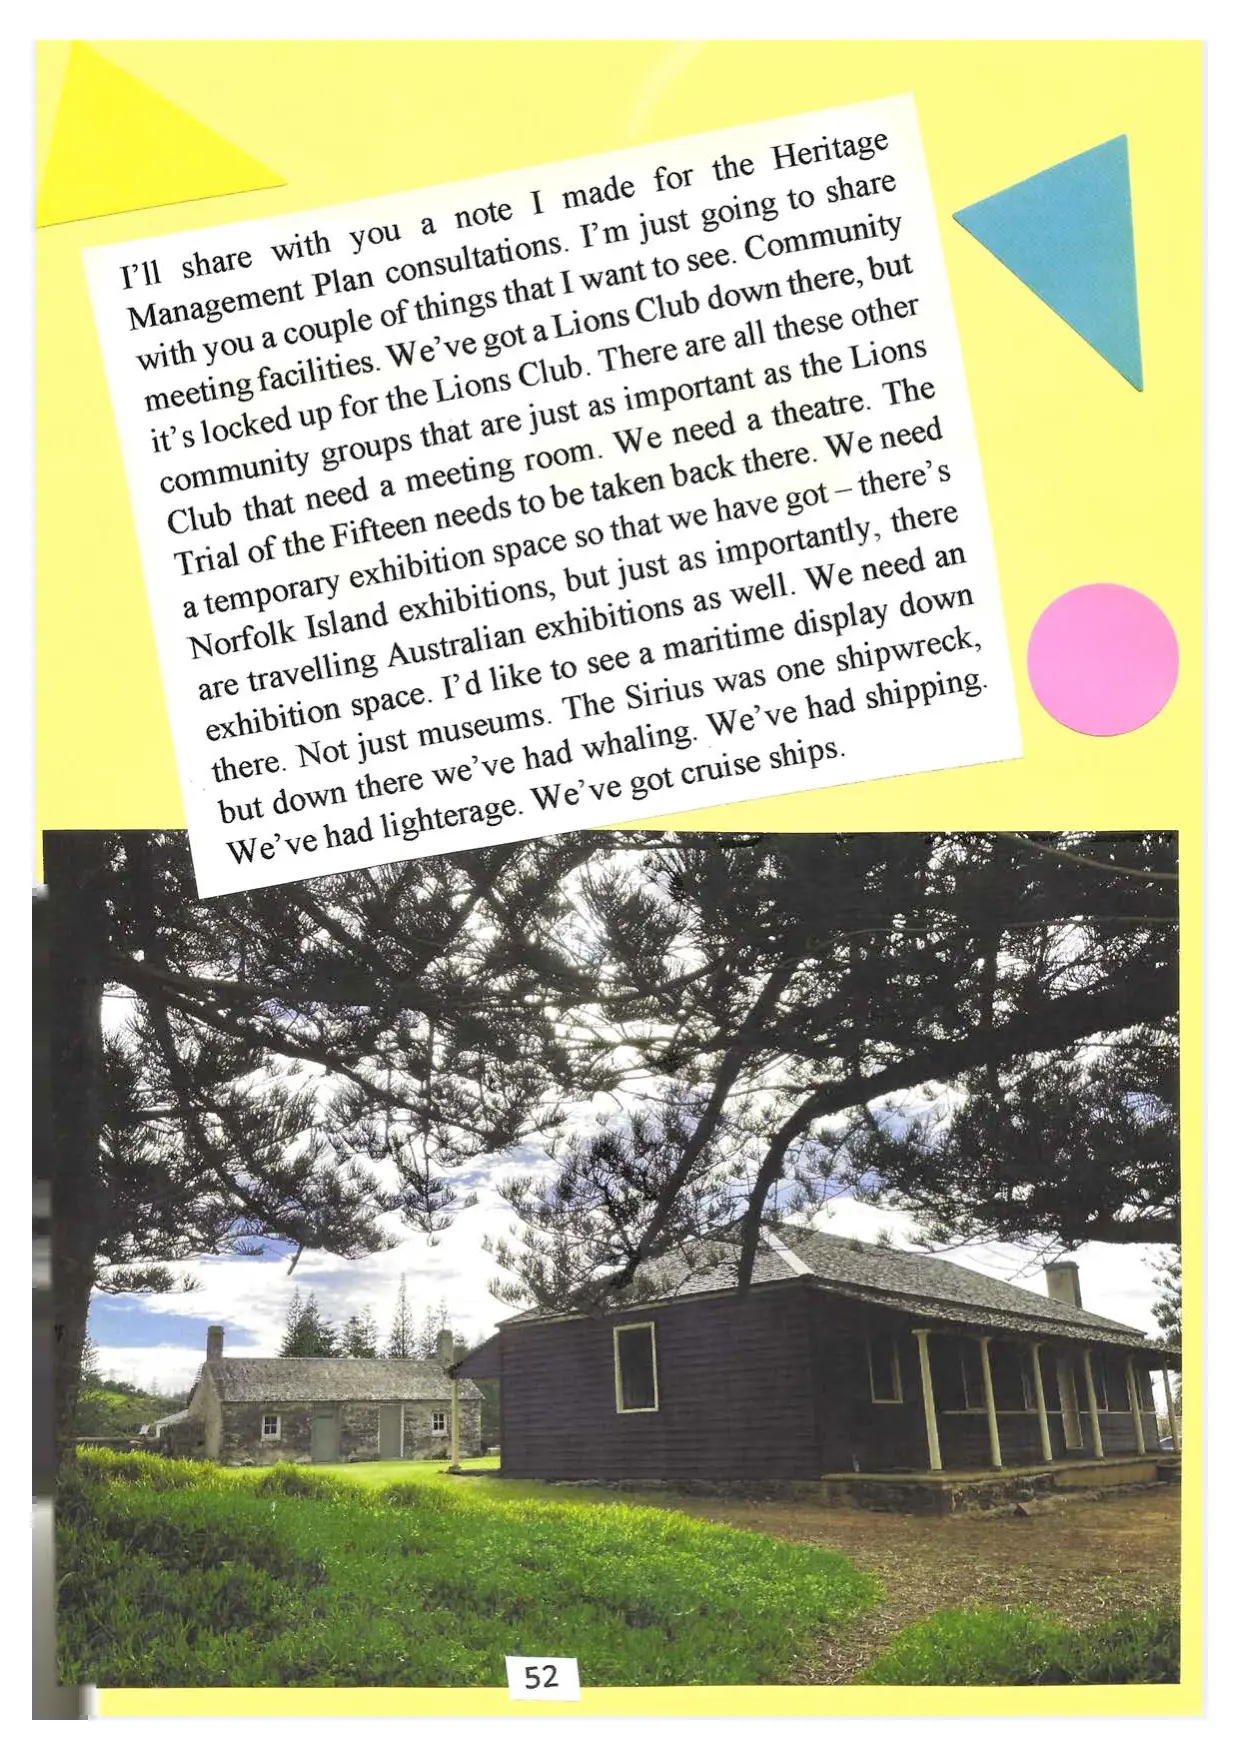 I'll share with you a note I made for the Heritage
Management Plan consultations. I'm just going to share
with you a couple of things that I want to see. Community
meeting facilities. We've got a Lions Club down there, but
it's locked up for the Lions Club. There are all these other
community groups that are just as important as the Lions
Club that need a meeting room. We need a theatre. The
Trial of the Fifteen needs to be taken back there. We need
a temporary exhibition space so that we have got – there's
Norfolk Island exhibitions, but just as importantly, there
are travelling Australian exhibitions as well. We need an
exhibition space. I'd like to see a maritime display down
there. Not just museums. The Sirius was one shipwreck,
but down there we've had whaling. We've had shipping.
We've had lighterage. We've got cruise ships.
52